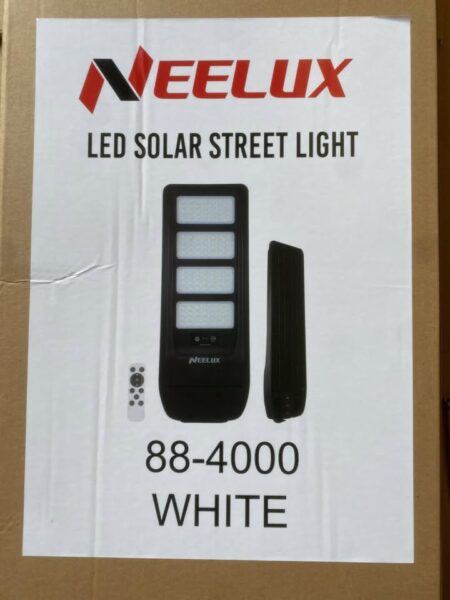 NEELUX
LED SOLAR STREET LIGHT
NEELUX
88-4000
WHITE